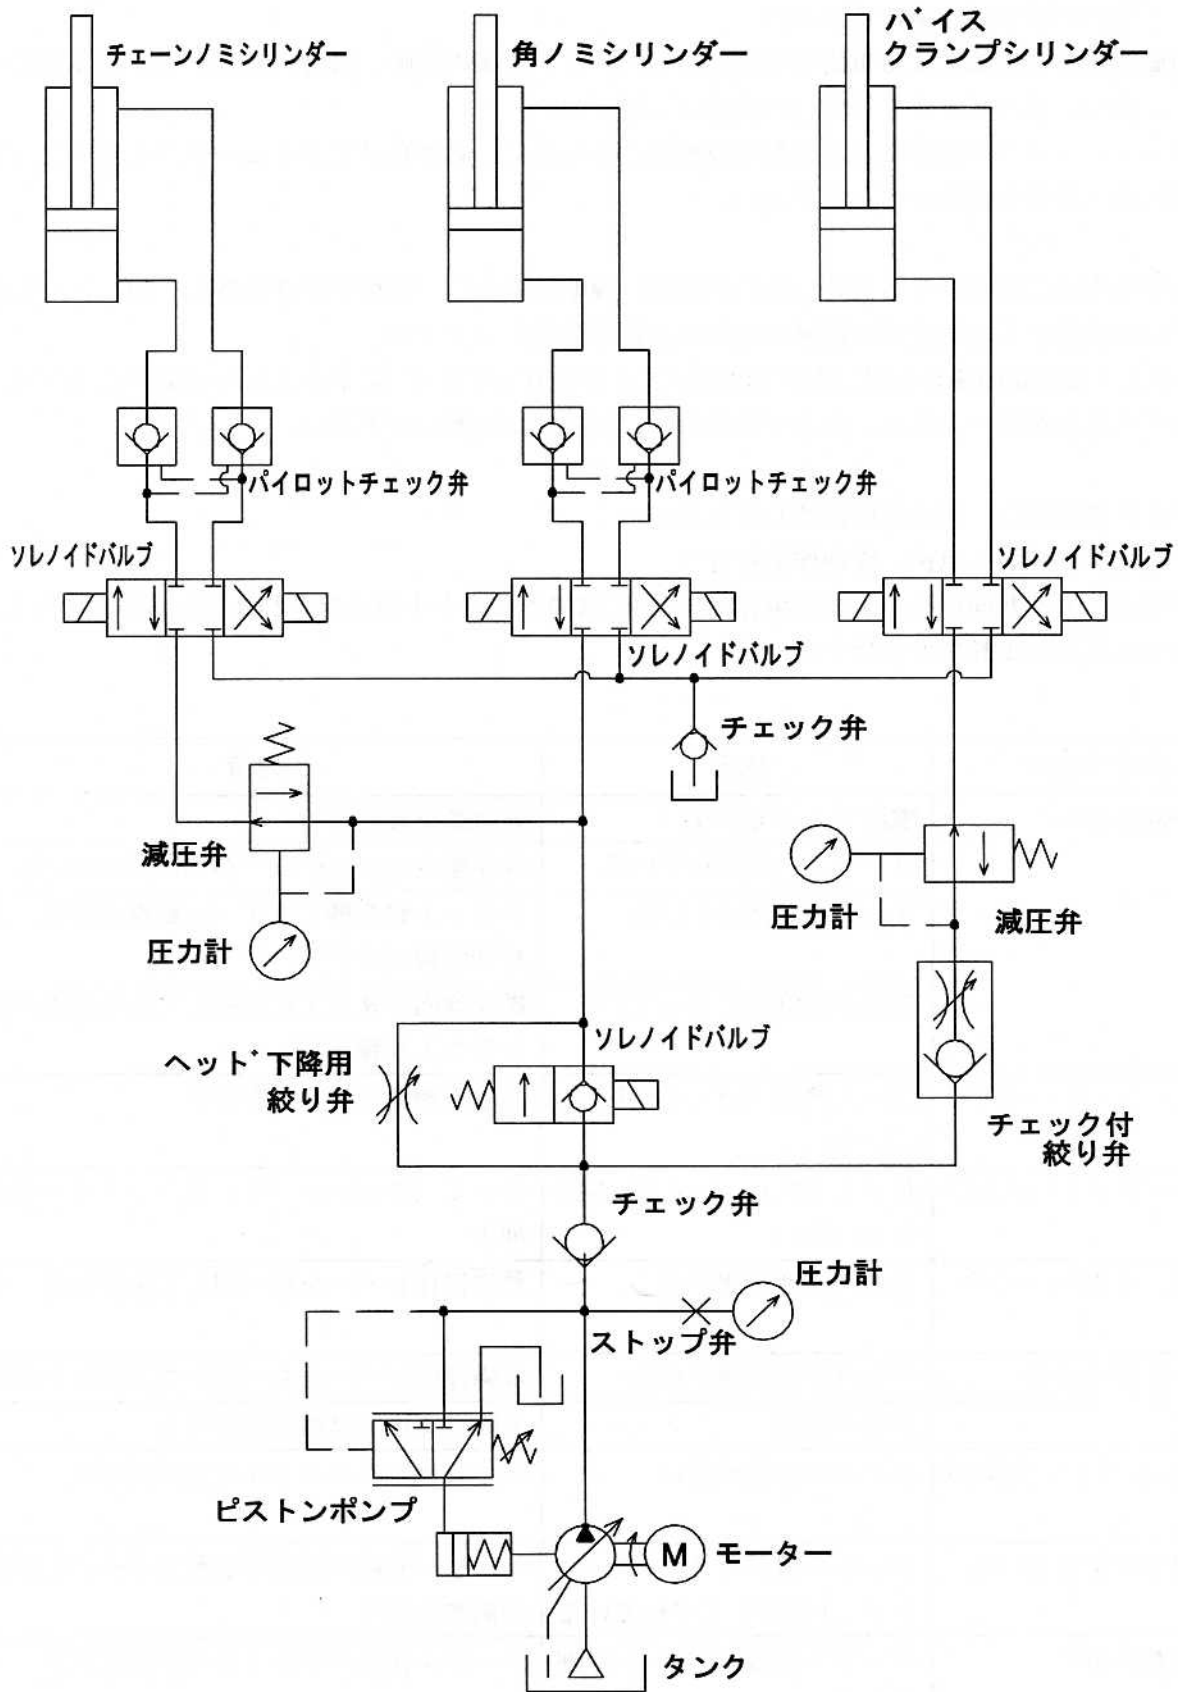 チェーンノミシリンダー
角ノミシリンダー
バイス
クランプシリンダー
パイロットチェック弁
パイロットチェック弁
ソレノイドバルブ
ソレノイドバルブ
ソレノイドバルブ
チェック弁
減圧弁
圧力計
圧力計
減圧弁
ソレノイドバルブ
ヘッド下降用
絞り弁
チェック付
絞り弁
チェック弁
圧力計
ストップ弁
ピストンポンプ
M
モーター
タンク